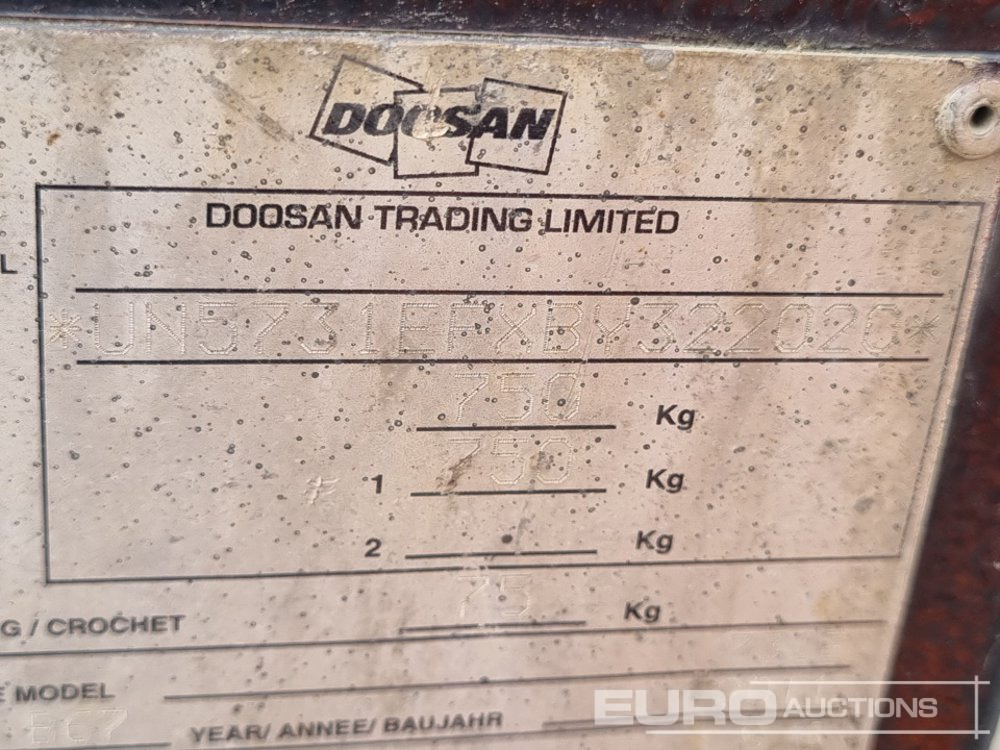 DOOSAN
DOOSAN TRADING LIMITED
L
*UN5731EFXBY322020*
750 Kg
1 750 Kg
2 Kg
G / CROCHET 75 Kg
E MODEL
YEAR/ ANNEE/ BAUJAHR
EURO AUCTIONS